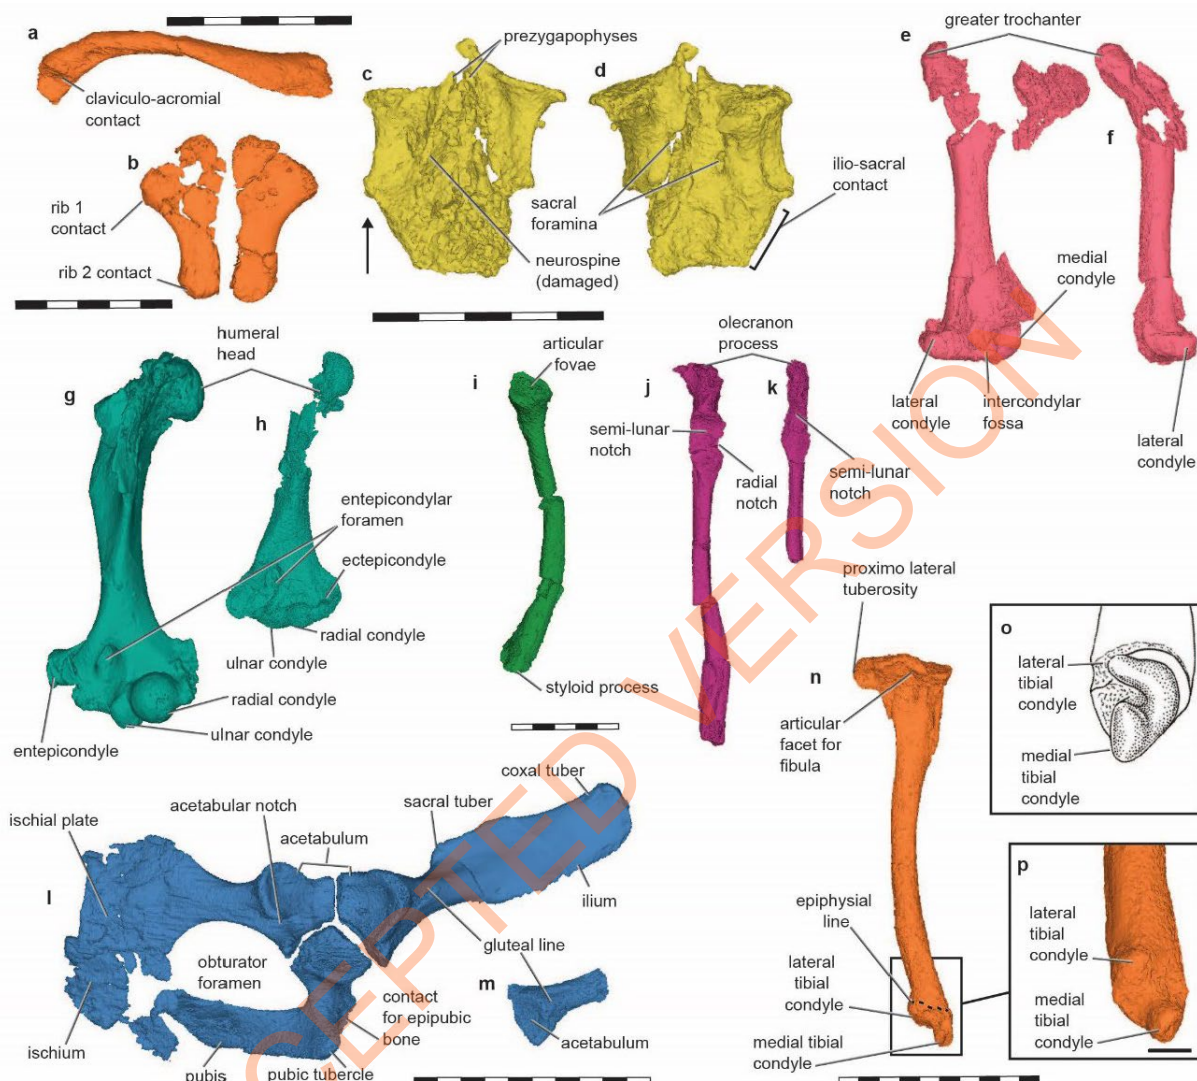 a
claviculo-acromial
contact
b
rib 1
contact
rib 2 contact
c
prezygapophyses
d
sacral
foramina
neurospine
(damaged)
ilio-sacral
contact
greater trochanter
e
f
medial
condyle
lateral
condyle
intercondylar
fossa
lateral
condyle
humeral
head
g
h
entepicondylar
foramen
ectepicondyle
radial condyle
ulnar condyle
radial condyle
ulnar condyle
entepicondyle
articular
fovae
i
styloid process
olecranon
process
j
k
semi-lunar
notch
radial
notch
semi-lunar
notch
proximo lateral
tuberosity
n
articular
facet for
fibula
epiphysial
line
lateral
tibial
condyle
medial tibial
condyle
o
lateral
tibial
condyle
medial
tibial
condyle
p
lateral
tibial
condyle
medial
tibial
condyle
coxal tuber
sacral tuber
acetabular notch
acetabulum
ischial plate
l
ilium
gluteal line
obturator
foramen
m
contact
for epipubic
bone
acetabulum
ischium
pubis
pubic tubercle
CEPTED VERSION